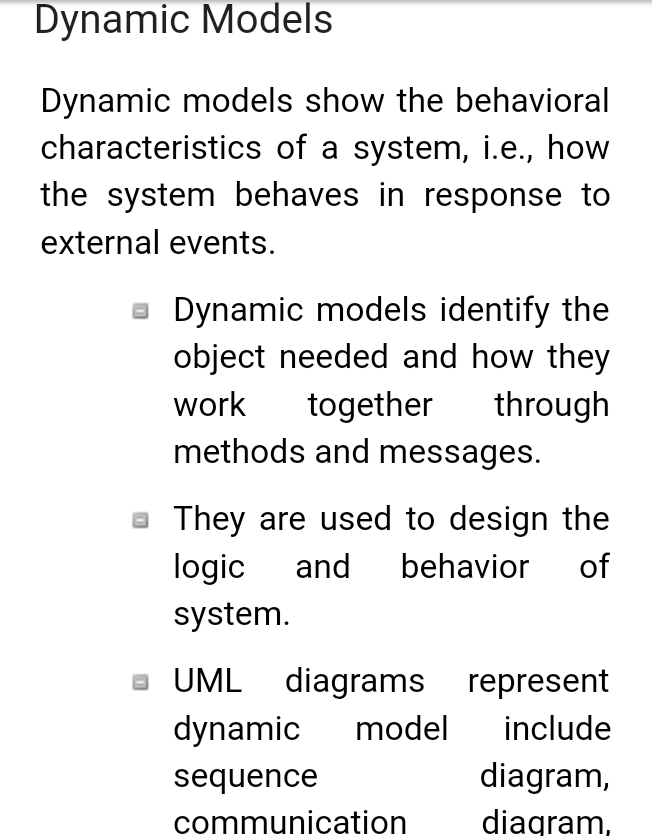 Dynamic Models
Dynamic models show the behavioral
characteristics of a system, i.e., how
the system behaves in response to
external events.
Dynamic models identify the
object needed and how they
work together through
methods and messages.
They are used to design the
logic and behavior of
system.
UML diagrams represent
dynamic model include
sequence diagram,
communication diagram,